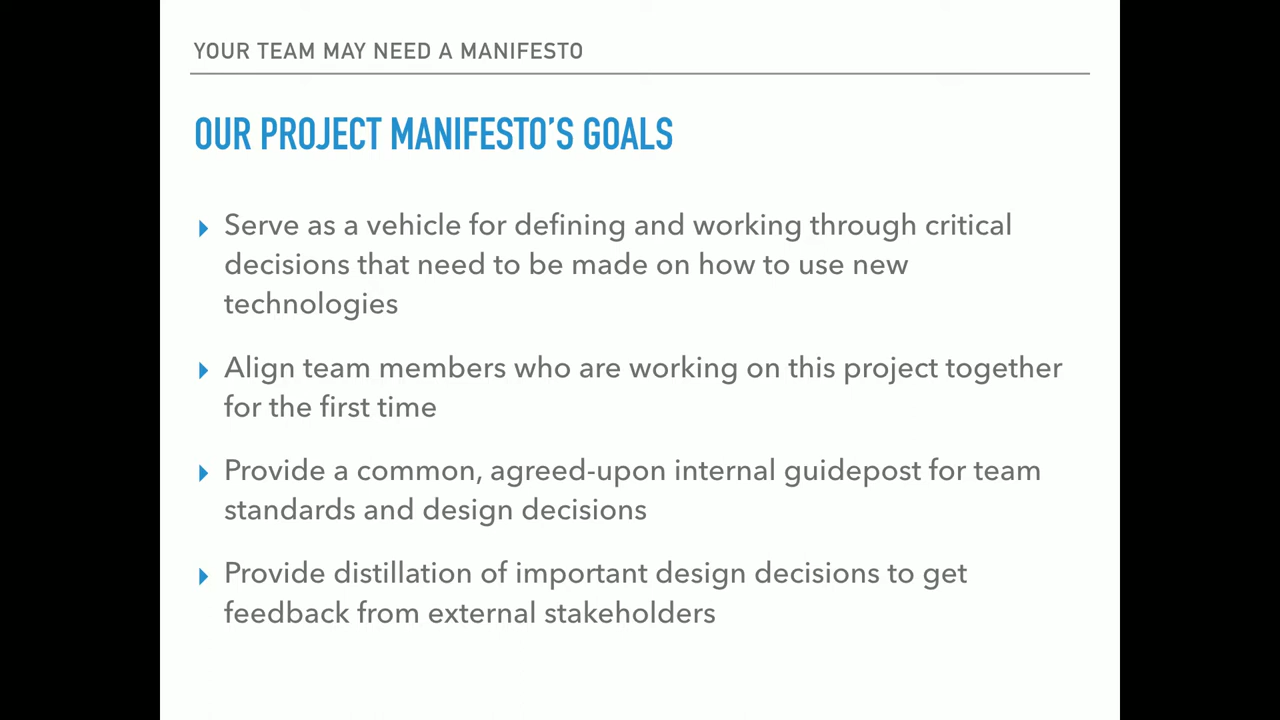 YOUR TEAM MAY NEED A MANIFESTO
OUR PROJECT MANIFESTO’S GOALS
Serve as a vehicle for defining and working through critical
decisions that need to be made on how to use new
technologies
Align team members who are working on this project together
for the first time
Provide a common, agreed-upon internal guidepost for team
standards and design decisions
Provide distillation of important design decisions to get
feedback from external stakeholders